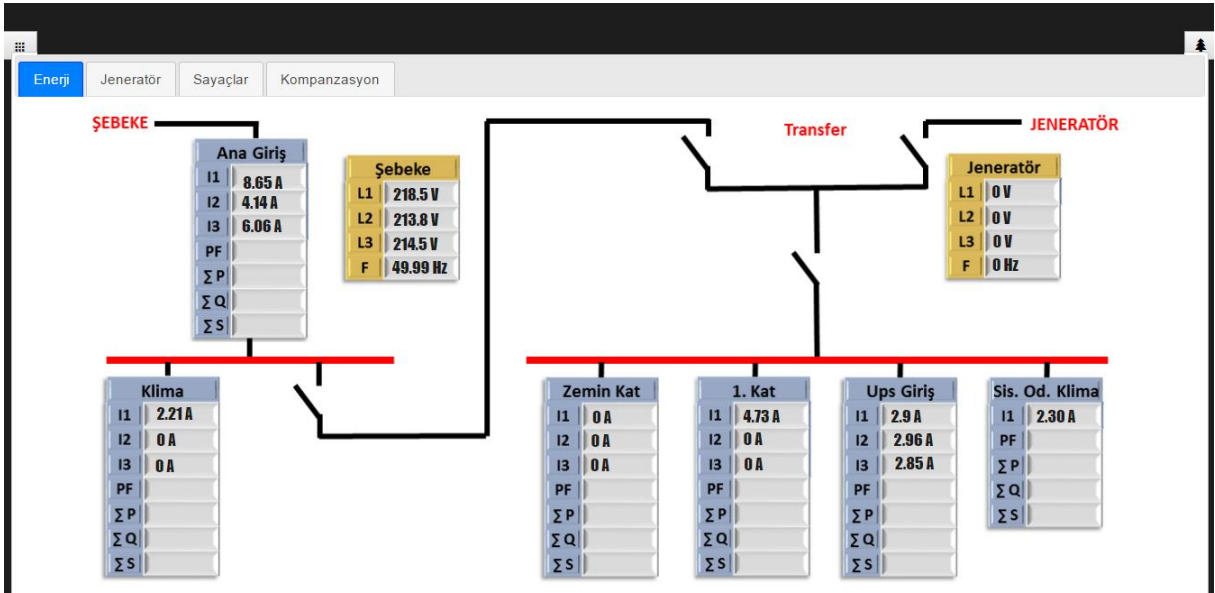 Enerji Jeneratör Sayaçlar Kompanzasyon
ŞEBEKE
Transfer
JENERATÖR
Ana Giriş
I1 8.65 A
I2 4.14 A
I3 6.06 A
PF
∑ P
∑ Q
∑ S
Şebeke
L1 218.5 V
L2 213.8 V
L3 214.5 V
F 49.99 Hz
Jeneratör
L1 0 V
L2 0 V
L3 0 V
F 0 Hz
Klima
I1 2.21 A
I2 0 A
I3 0 A
PF
∑ P
∑ Q
∑ S
Zemin Kat
I1 0 A
I2 0 A
I3 0 A
PF
∑ P
∑ Q
∑ S
1. Kat
I1 4.73 A
I2 0 A
I3 0 A
PF
∑ P
∑ Q
∑ S
Ups Giriş
I1 2.9 A
I2 2.96 A
I3 2.85 A
PF
∑ P
∑ Q
∑ S
Sis. Od. Klima
I1 2.30 A
PF
∑ P
∑ Q
∑ S